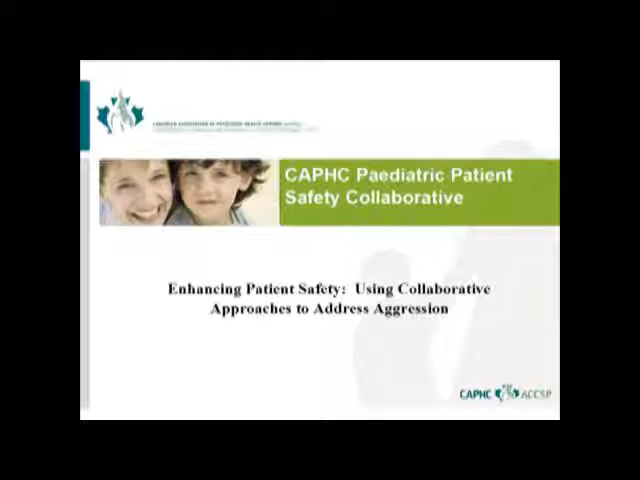 CAPHC Paediatric Patient
Safety Collaborative
Enhancing Patient Safety: Using Collaborative
Approaches to Address Aggression
CAPHC ACCSP